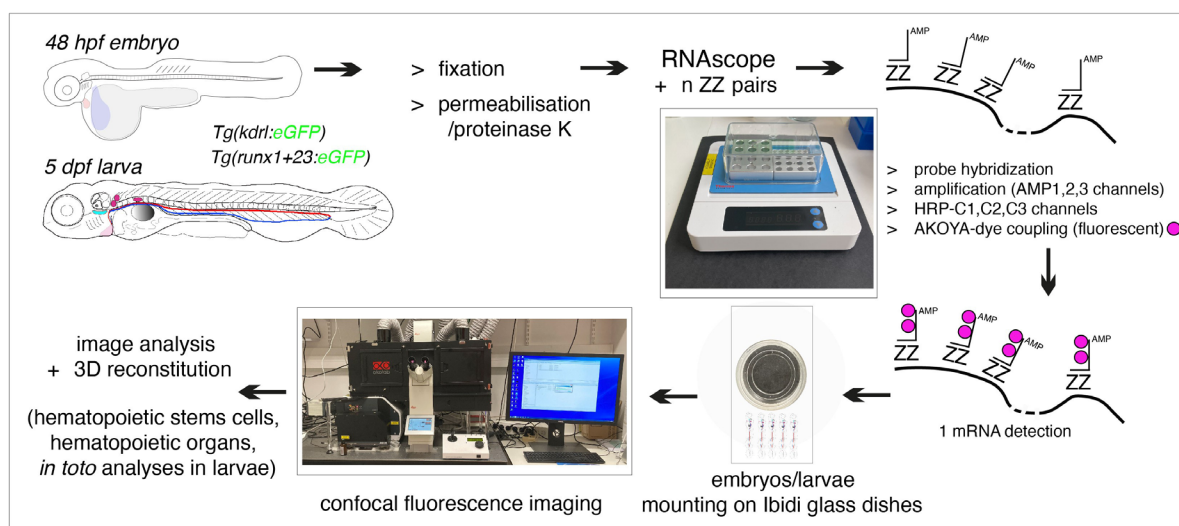 48 hpf embryo
Tg(kdrl:eGFP)
Tg(runx1+23:eGFP)
5 dpf larva
> fixation
> permeabilisation
/proteinase K
RNAscope
+ n ZZ pairs
AMP
AMP
AMP
AMP
ZZ
ZZ
ZZ
ZZ
> probe hybridization
> amplification (AMP1,2,3 channels)
> HRP-C1,C2,C3 channels
> AKOYA-dye coupling (fluorescent)
AMP
AMP
AMP
AMP
ZZ
ZZ
ZZ
ZZ
1 mRNA detection
embryos/larvae
mounting on Ibidi glass dishes
confocal fluorescence imaging
image analysis
+ 3D reconstitution
(hematopoietic stems cells,
hematopoietic organs,
in toto analyses in larvae)